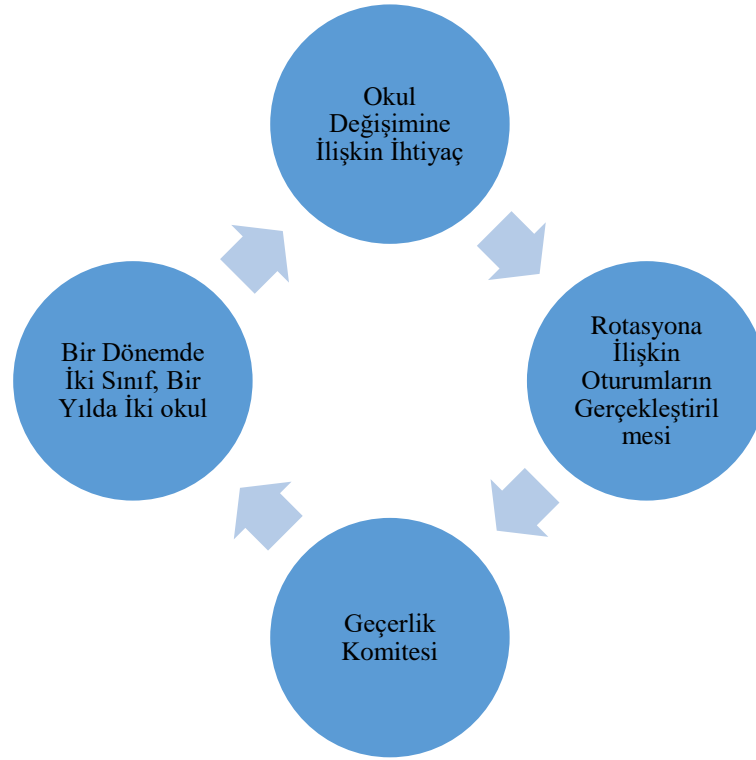 Okul
Değişimine
İlişkin İhtiyaç
Rotasyona
İlişkin
Oturumların
Gerçekleştiril
mesi
Geçerlik
Komitesi
Bir Dönemde
İki Sınıf, Bir
Yılda İki okul